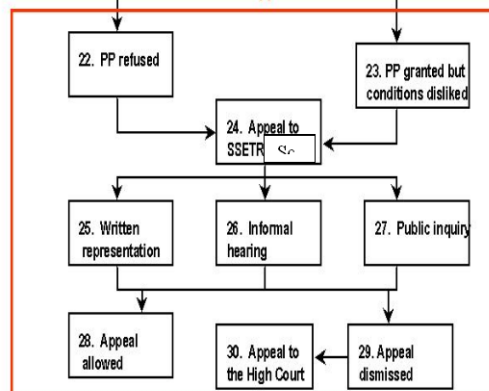 22. PP refused
23. PP granted but
conditions disliked
24. Appeal to
SSETR
25. Written
representation
26. Informal
hearing
27. Public inquiry
28. Appeal
allowed
30. Appeal to
the High Court
29. Appeal
dismissed